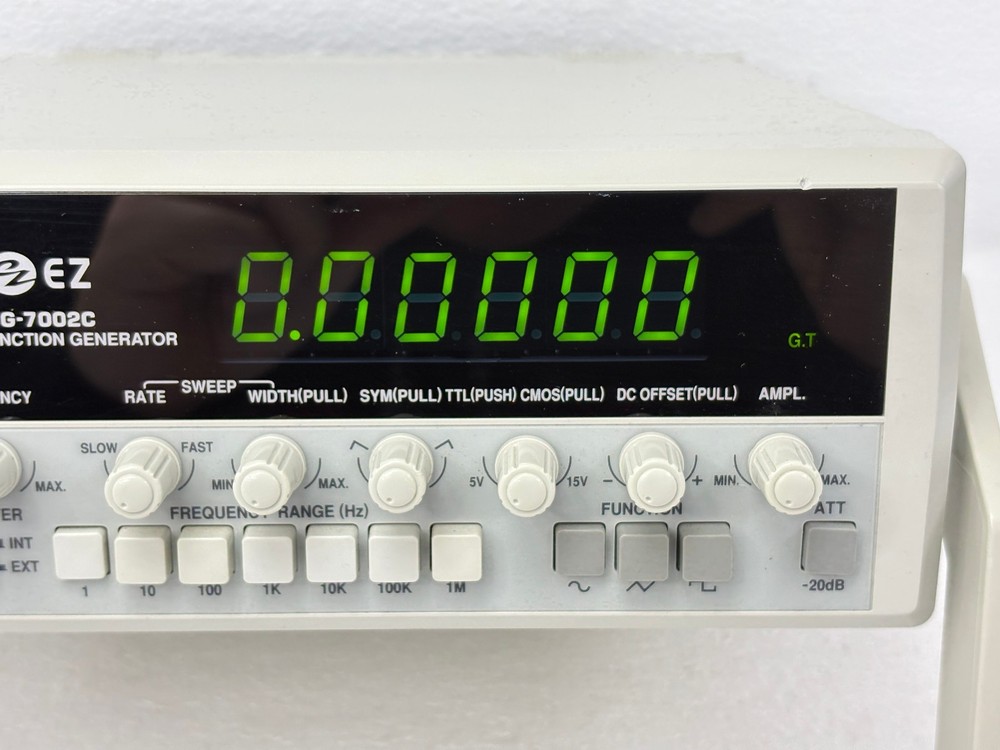 EZ
0.00000
G-7002C
NCTION GENERATOR
G.T
NCY
RATE SWEEP WIDTH(PULL) SYM(PULL) TTL(PUSH) CMOS(PULL) DC OFFSET(PULL) AMPL.
MAX. SLOW FAST MIN. MAX. 5V 15V - + MIN. MAX.
ER FREQUENCY RANGE (Hz) FUNCTION ATT
INT
EXT
1 10 100 1K 10K 100K 1M -20dB